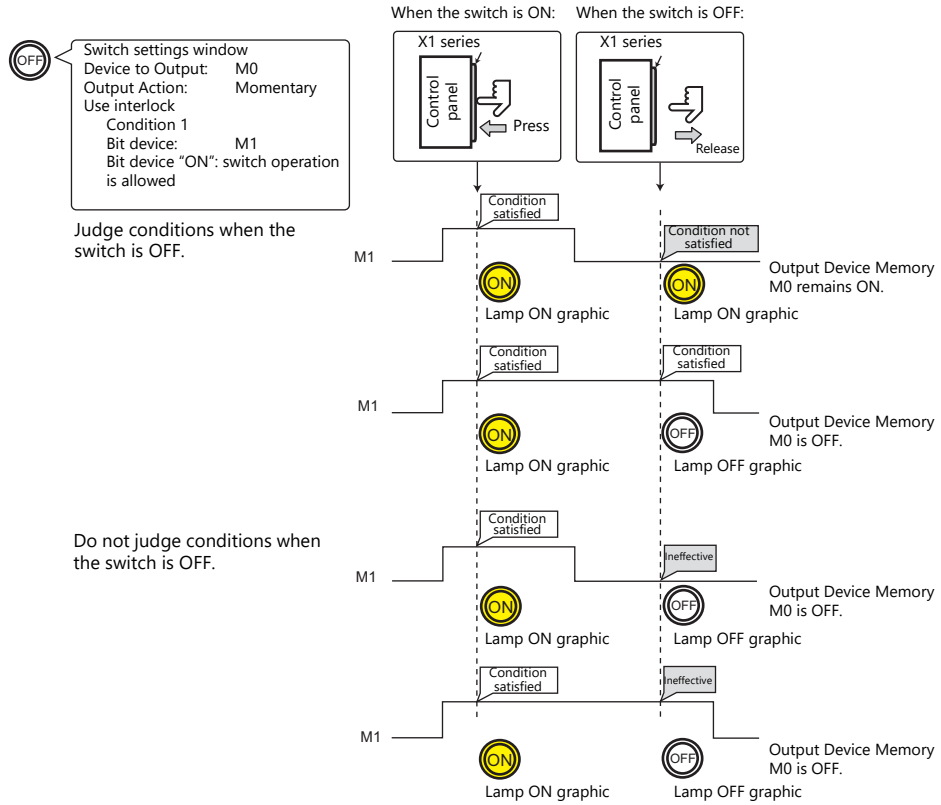 When the switch is ON:
When the switch is OFF:
OFF
Switch settings window
Device to Output: M0
Output Action: Momentary
Use interlock
Condition 1
Bit device: M1
Bit device “ON”: switch operation
is allowed
X1 series
Control
panel
Press
X1 series
Control
panel
Release
Judge conditions when the
switch is OFF.
M1
Condition
satisfied
Condition not
satisfied
ON
Lamp ON graphic
ON
Lamp ON graphic
Output Device Memory
M0 remains ON.
M1
Condition
satisfied
Condition
satisfied
ON
Lamp ON graphic
OFF
Lamp OFF graphic
Output Device Memory
M0 is OFF.
Do not judge conditions when
the switch is OFF.
M1
Condition
satisfied
Ineffective
ON
Lamp ON graphic
OFF
Lamp OFF graphic
Output Device Memory
M0 is OFF.
M1
Condition
satisfied
Ineffective
ON
Lamp ON graphic
OFF
Lamp OFF graphic
Output Device Memory
M0 is OFF.